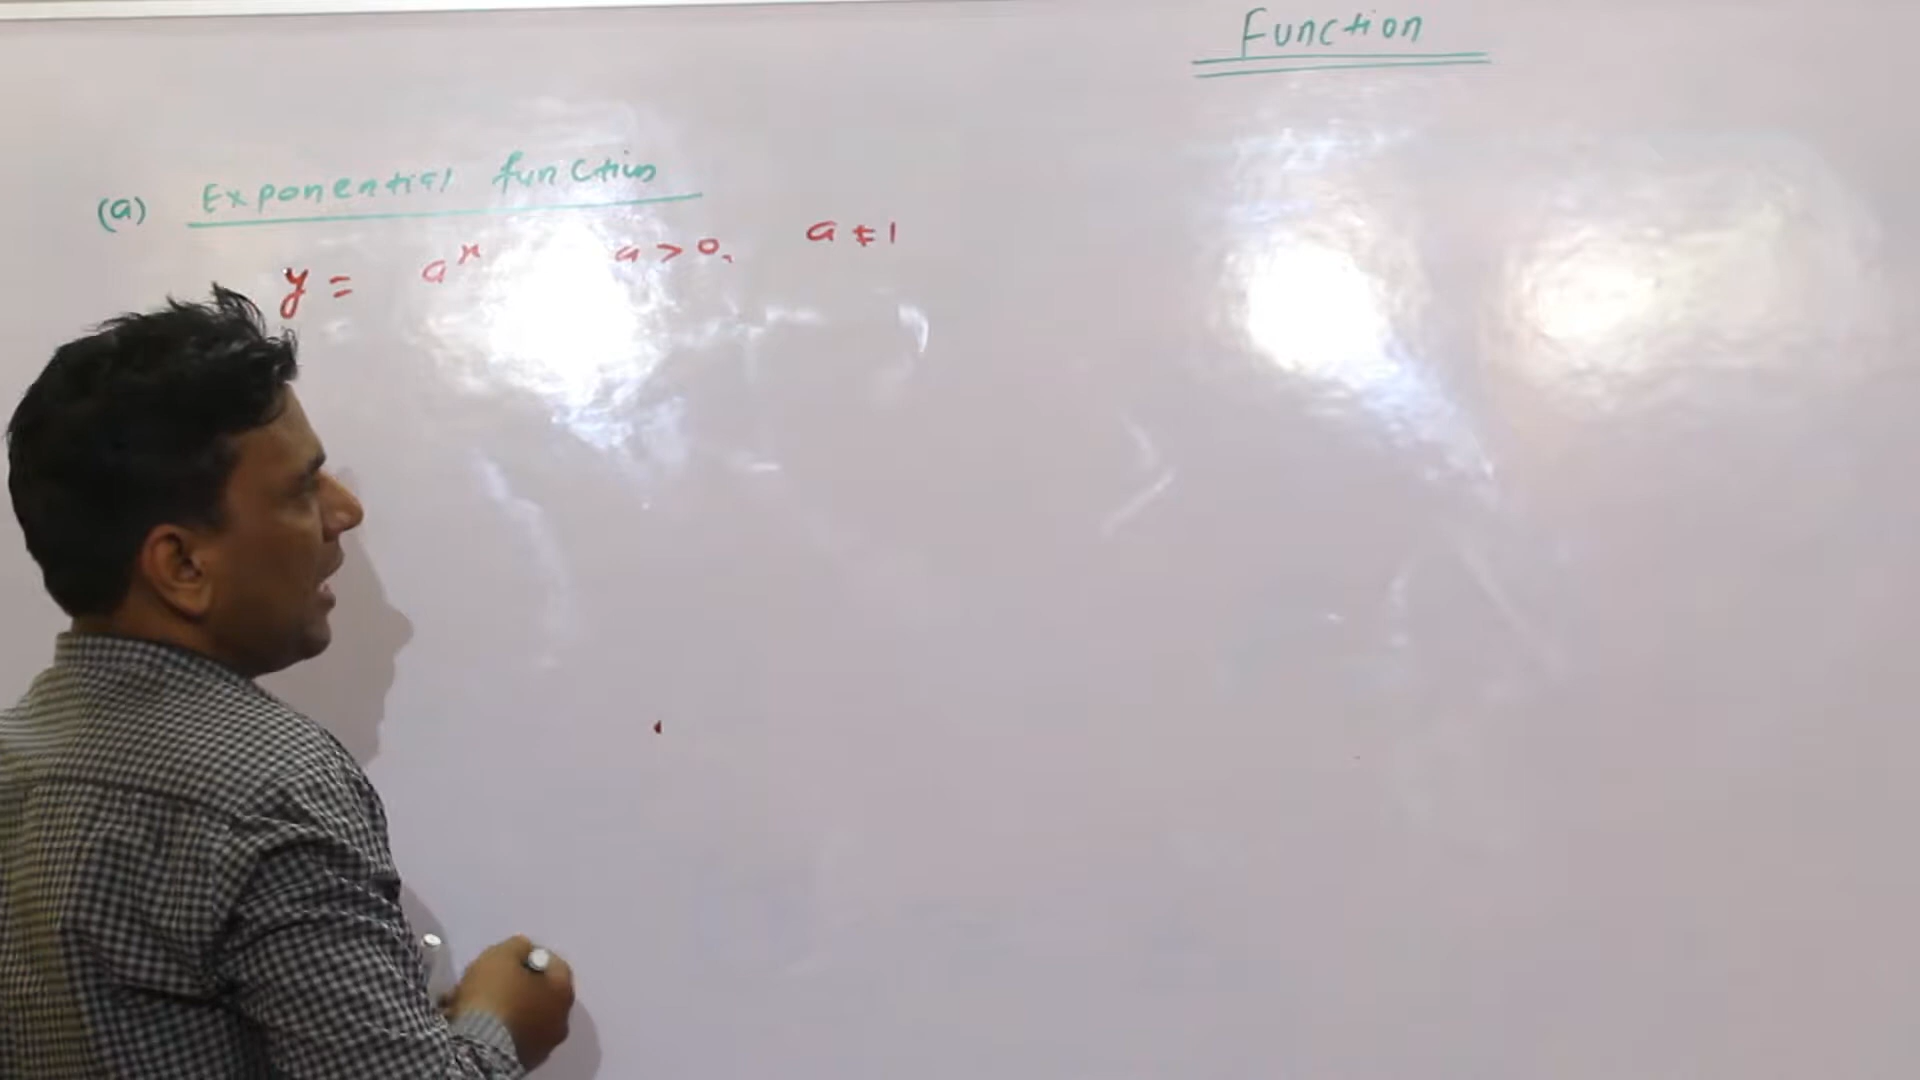 Function
(a) Exponential function
y = a^x a > 0, a ≠ 1